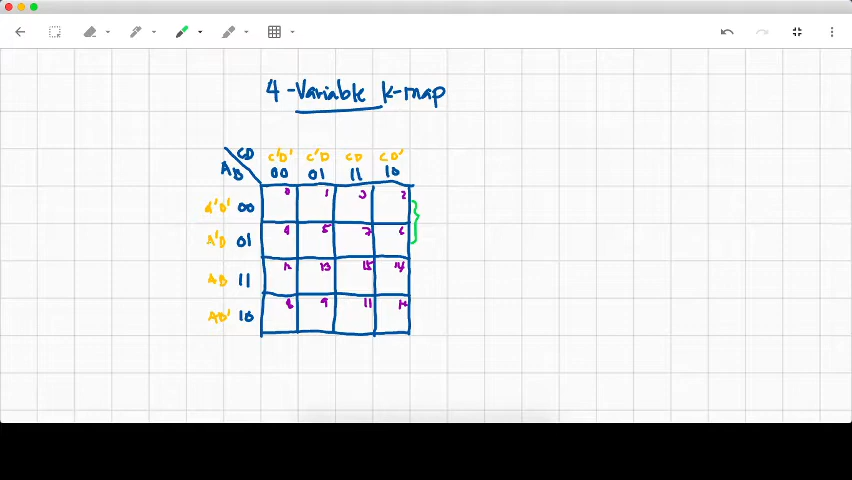 4-Variable K-map
CD
AB
C'D' C'D CD CD'
00 01 11 10
A'B' 00 0 1 3 2
A'B 01 4 5 7 6
AB 11 12 13 15 14
AB' 10 8 9 11 10